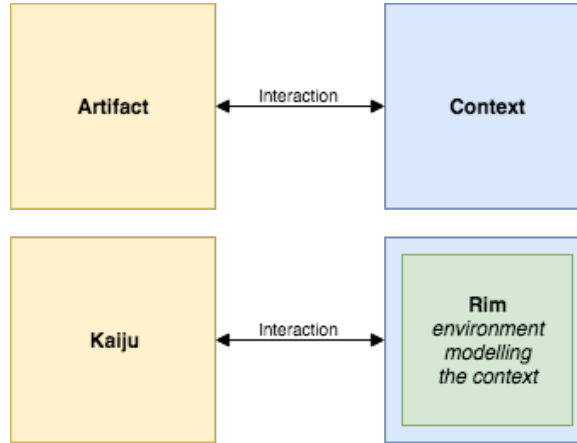 Artifact
Interaction
Context
Kaiju
Interaction
Rim
environment
modelling
the context